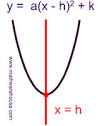 y = a(x - h)² + k
www.mathwarehouse.com
x = h